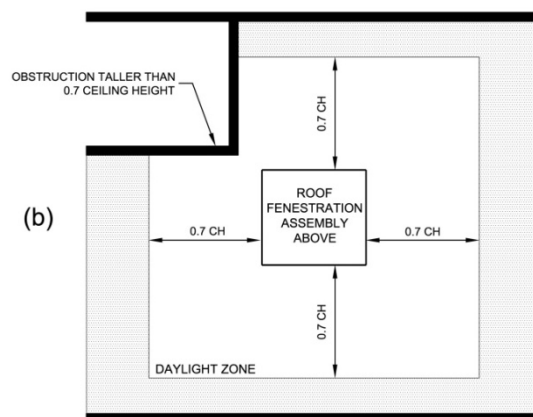 OBSTRUCTION TALLER THAN
0.7 CEILING HEIGHT
0.7 CH
(b)
ROOF
FENESTRATION
ASSEMBLY
ABOVE
0.7 CH
0.7 CH
0.7 CH
DAYLIGHT ZONE